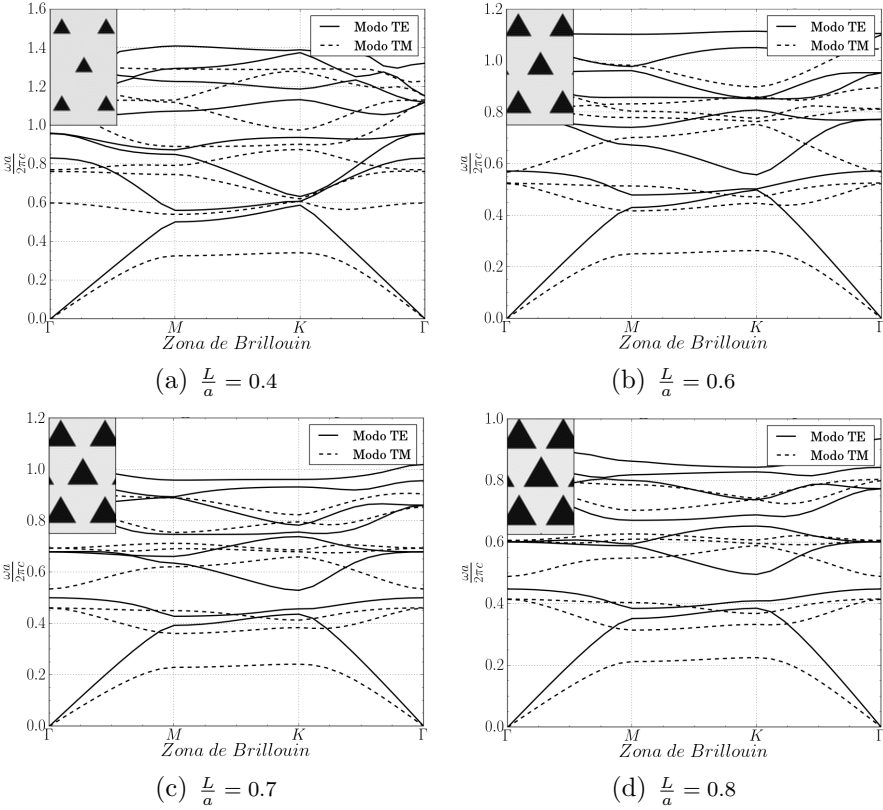 1.6
1.4
1.2
1.0
0.8
0.6
0.4
0.2
0.0
ωa/2πc
Modo TE
Modo TM
Γ M K Γ
Zona de Brillouin
(a) L/a = 0.4
1.2
1.0
0.8
0.6
0.4
0.2
0.0
ωa/2πc
Modo TE
Modo TM
Γ M K Γ
Zona de Brillouin
(b) L/a = 0.6
1.2
1.0
0.8
0.6
0.4
0.2
0.0
ωa/2πc
Modo TE
Modo TM
Γ M K Γ
Zona de Brillouin
(c) L/a = 0.7
1.0
0.8
0.6
0.4
0.2
0.0
ωa/2πc
Modo TE
Modo TM
Γ M K Γ
Zona de Brillouin
(d) L/a = 0.8